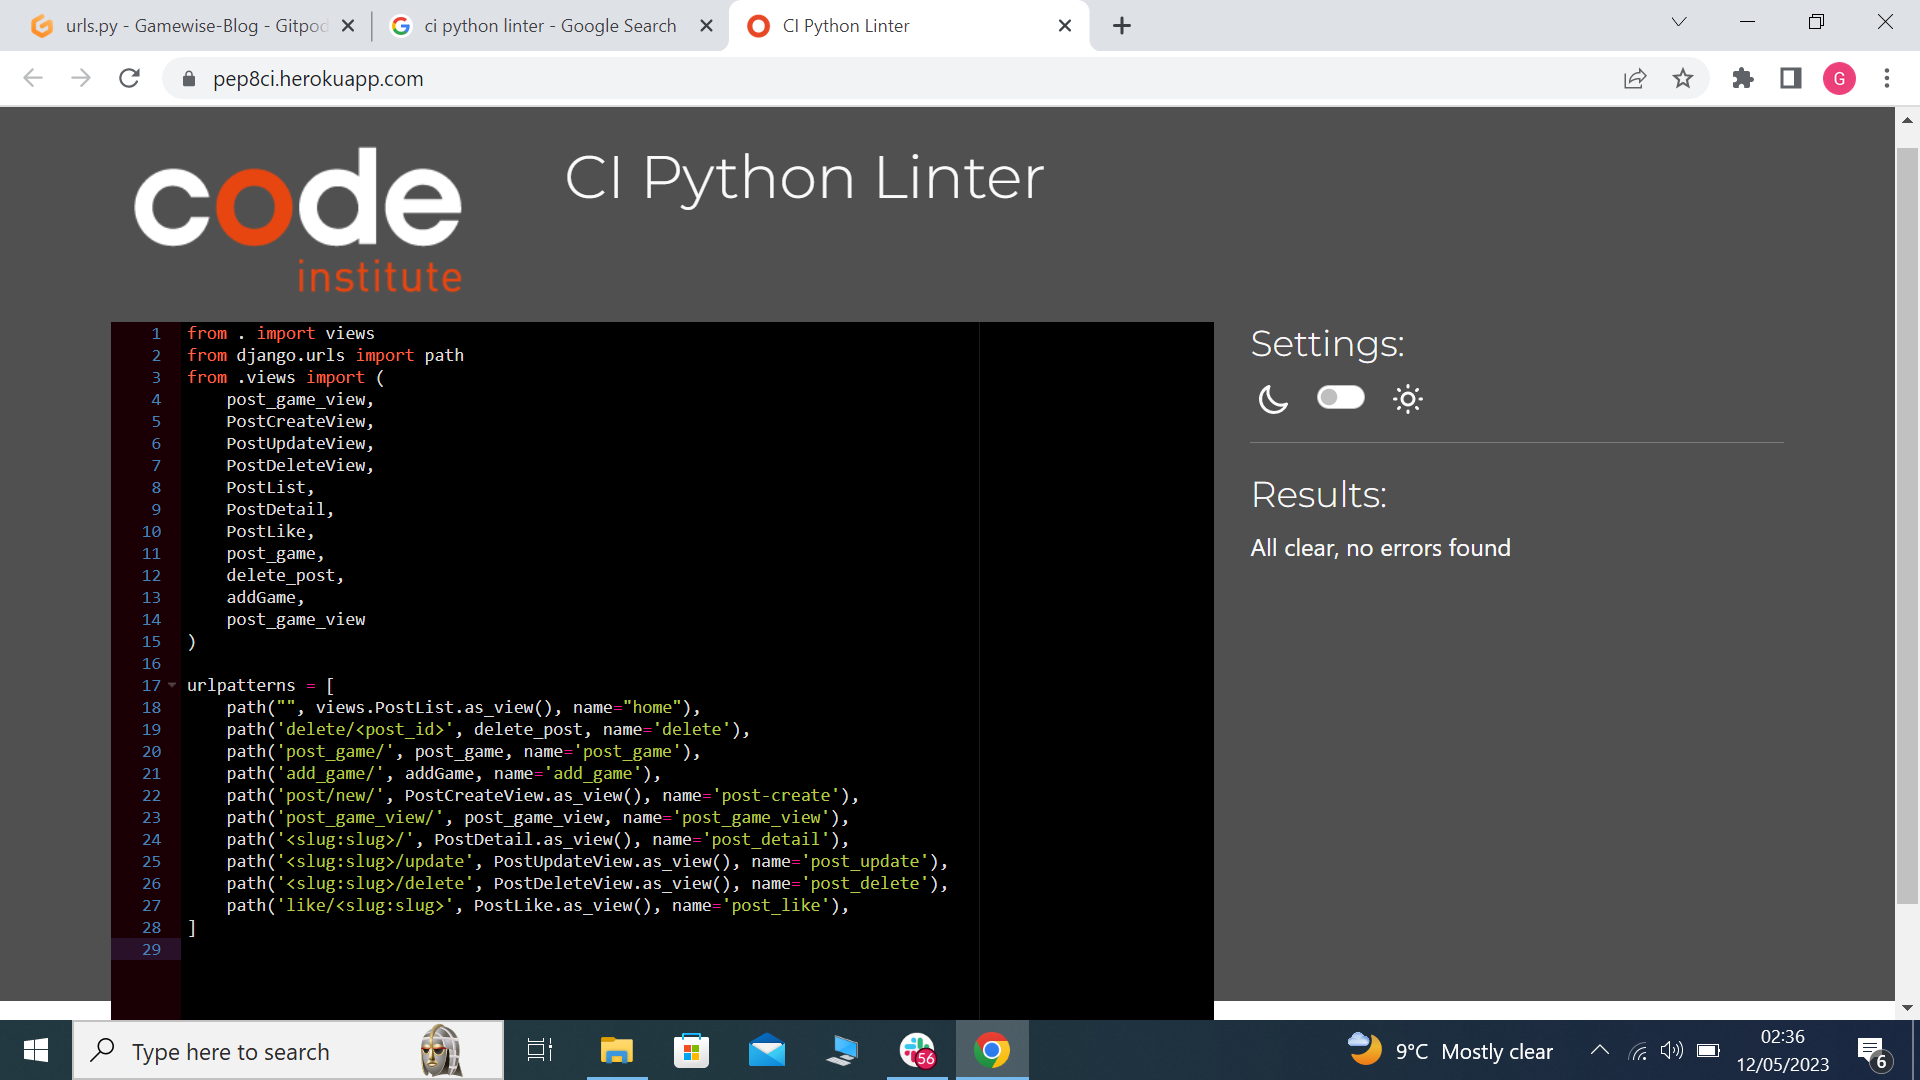 urls.py - Gamewise-Blog - Gitpod
ci python linter - Google Search
CI Python Linter
pep8ci.herokuapp.com
G
code
institute
CI Python Linter
1 from . import views
2 from django.urls import path
3 from .views import (
4 post_game_view,
5 PostCreateView,
6 PostUpdateView,
7 PostDeleteView,
8 PostList,
9 PostDetail,
10 PostLike,
11 post_game,
12 delete_post,
13 addGame,
14 post_game_view
15 )
16
17 urlpatterns = [
18 path("", views.PostList.as_view(), name="home"),
19 path('delete/<post_id>', delete_post, name='delete'),
20 path('post_game/', post_game, name='post_game'),
21 path('add_game/', addGame, name='add_game'),
22 path('post/new/', PostCreateView.as_view(), name='post-create'),
23 path('post_game_view/', post_game_view, name='post_game_view'),
24 path('<slug:slug>/', PostDetail.as_view(), name='post_detail'),
25 path('<slug:slug>/update', PostUpdateView.as_view(), name='post_update'),
26 path('<slug:slug>/delete', PostDeleteView.as_view(), name='post_delete'),
27 path('like/<slug:slug>', PostLike.as_view(), name='post_like'),
28 ]
29
Settings:
Results:
All clear, no errors found
Type here to search
56
9°C Mostly clear
02:36
12/05/2023
6